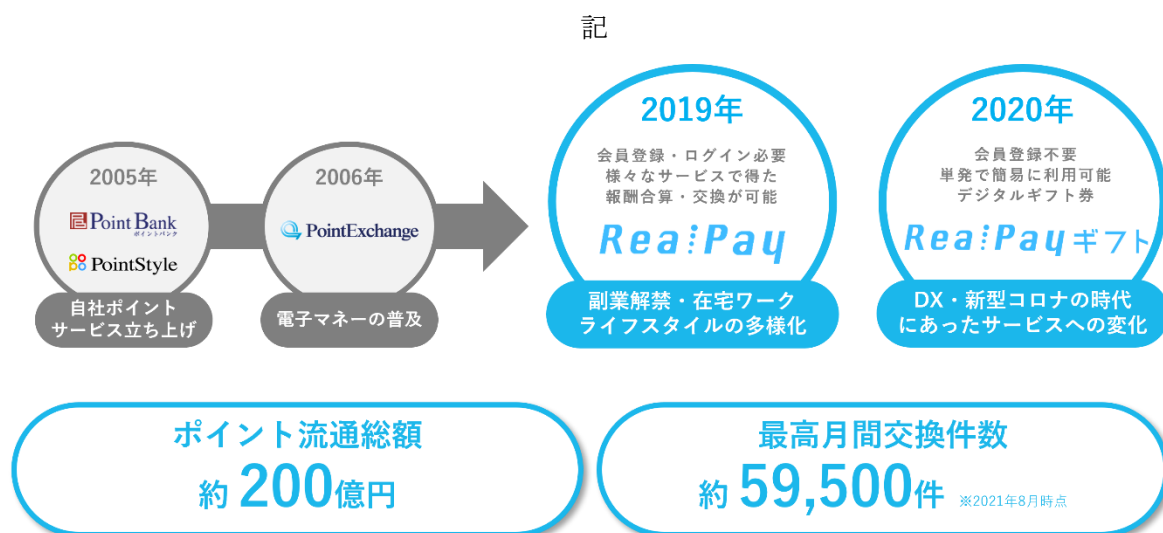 記
2005年
Point Bank
ポイントバンク
PointStyle
自社ポイント
サービス立ち上げ
2006年
PointExchange
電子マネーの普及
2019年
会員登録・ログイン必要
様々なサービスで得た
報酬合算・交換が可能
RealPay
副業解禁・在宅ワーク
ライフスタイルの多様化
2020年
会員登録不要
単発で簡易に利用可能
デジタルギフト券
RealPayギフト
DX・新型コロナの時代
にあったサービスへの変化
ポイント流通総額
約200億円
最高月間交換件数
約59,500件 ※2021年8月時点